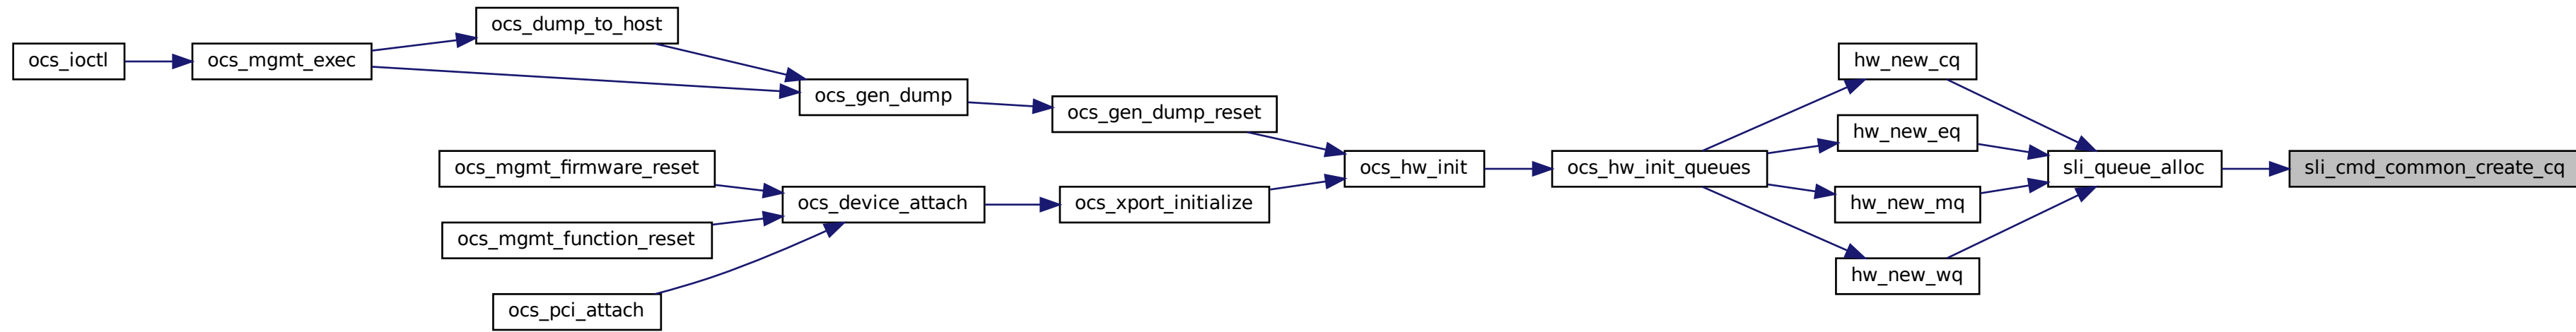 ocs_ioctl
ocs_mgmt_exec
ocs_dump_to_host
ocs_gen_dump
ocs_gen_dump_reset
ocs_mgmt_firmware_reset
ocs_mgmt_function_reset
ocs_pci_attach
ocs_device_attach
ocs_xport_initialize
ocs_hw_init
ocs_hw_init_queues
hw_new_cq
hw_new_eq
hw_new_mq
hw_new_wq
sli_queue_alloc
sli_cmd_common_create_cq